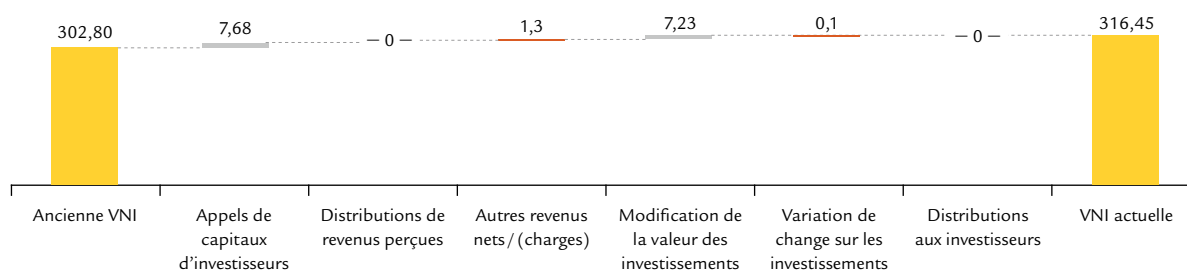 302,80
7,68
— 0 —
1,3
7,23
0,1
— 0 —
316,45
Ancienne VNI
Appels de
capitaux
d’investisseurs
Distributions de
revenus perçues
Autres revenus
nets / (charges)
Modification de
la valeur des
investissements
Variation de
change sur les
investissements
Distributions
aux investisseurs
VNI actuelle